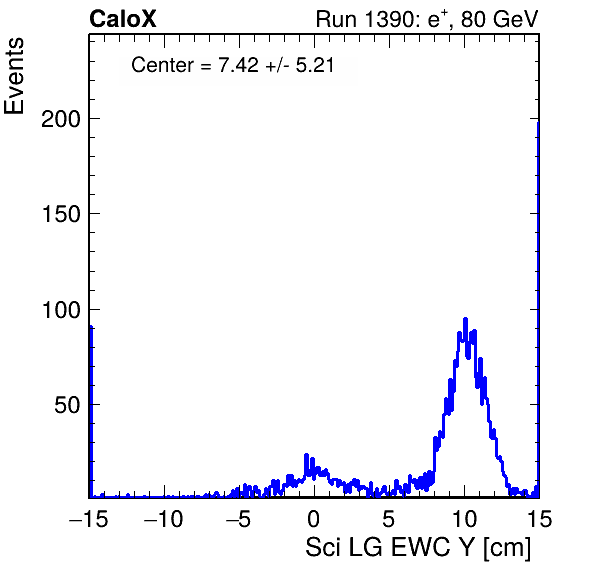 CaloX
Run 1390: e+, 80 GeV
Center = 7.42 +/- 5.21
Events
200
150
100
50
−15 −10 −5 0 5 10 15
Sci LG EWC Y [cm]